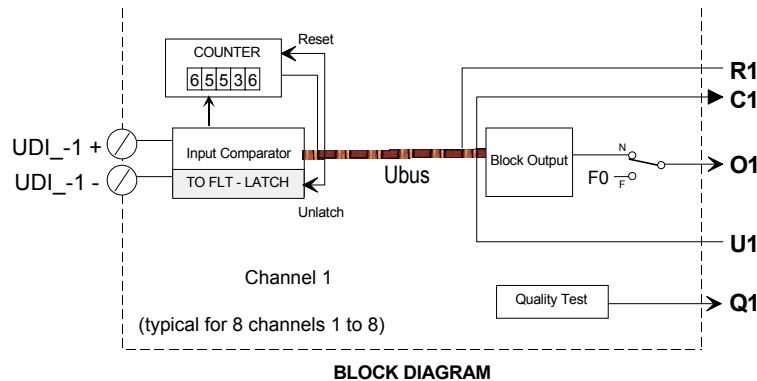 COUNTER
Reset
6 5 5 3 6
R1
C1
UDI_-1 +
Input Comparator
Ubus
Block Output
N
O1
F0
F
UDI_-1 -
TO FLT - LATCH
Unlatch
U1
Channel 1
Quality Test
Q1
(typical for 8 channels 1 to 8)
BLOCK DIAGRAM